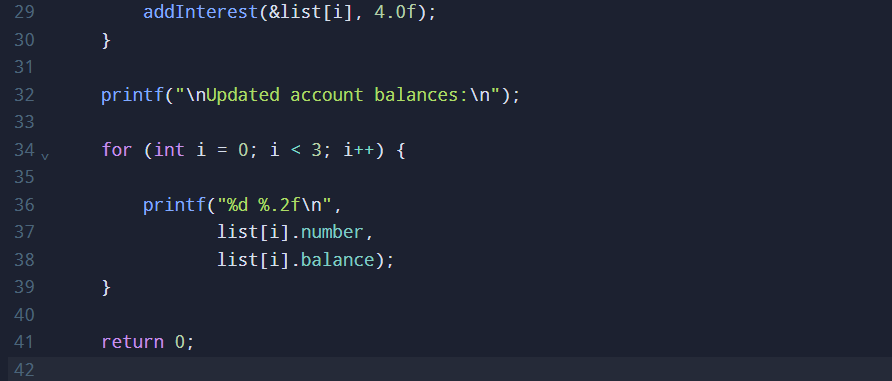 29 addInterest(&list[i], 4.0f);
30 }
31
32 printf("\nUpdated account balances:\n");
33
34 for (int i = 0; i < 3; i++) {
35
36 printf("%d %.2f\n",
37 list[i].number,
38 list[i].balance);
39 }
40
41 return 0;
42